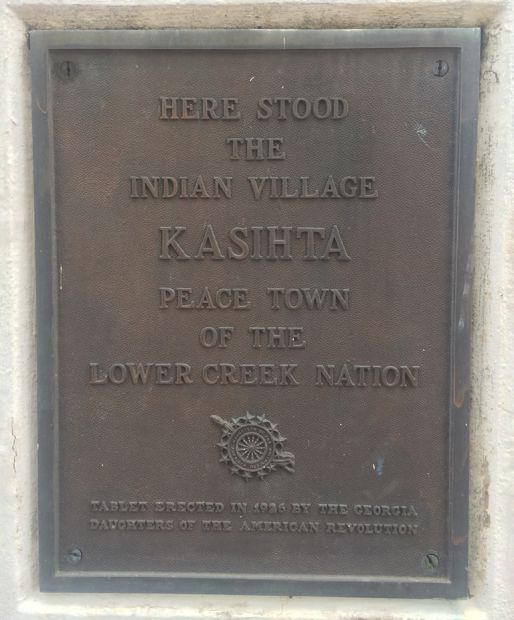 HERE STOOD
THE
INDIAN VILLAGE
KASIHTA
PEACE TOWN
OF THE
LOWER CREEK NATION
TABLET ERECTED IN 1926 BY THE GEORGIA
DAUGHTERS OF THE AMERICAN REVOLUTION